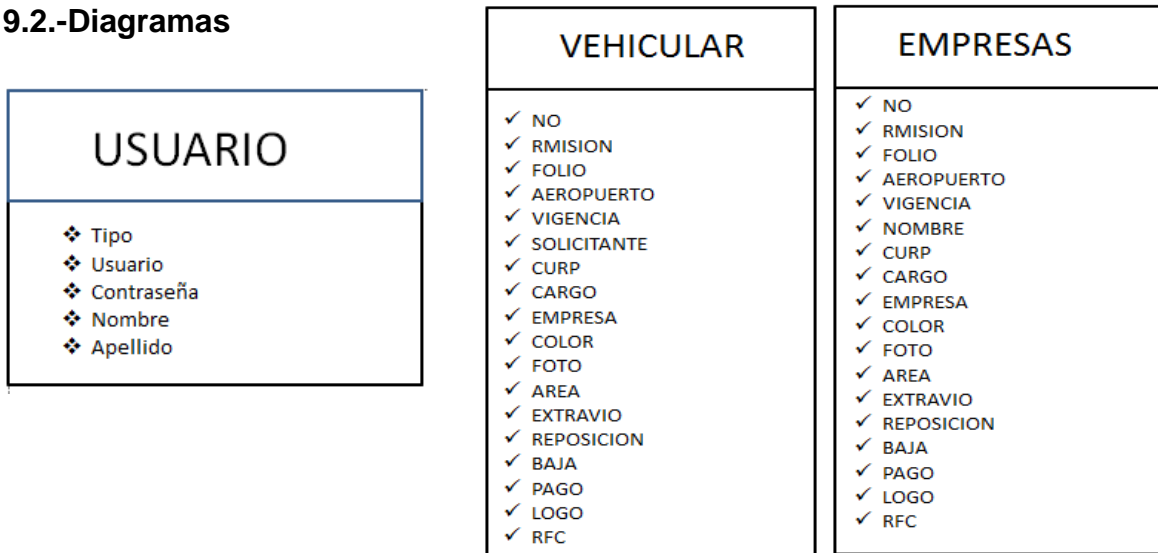 9.2.-Diagramas
USUARIO
Tipo
Usuario
Contraseña
Nombre
Apellido
VEHICULAR
NO
RMISION
FOLIO
AEROPUERTO
VIGENCIA
SOLICITANTE
CURP
CARGO
EMPRESA
COLOR
FOTO
AREA
EXTRAVIO
REPOSICION
BAJA
PAGO
LOGO
RFC
EMPRESAS
NO
RMISION
FOLIO
AEROPUERTO
VIGENCIA
NOMBRE
CURP
CARGO
EMPRESA
COLOR
FOTO
AREA
EXTRAVIO
REPOSICION
BAJA
PAGO
LOGO
RFC